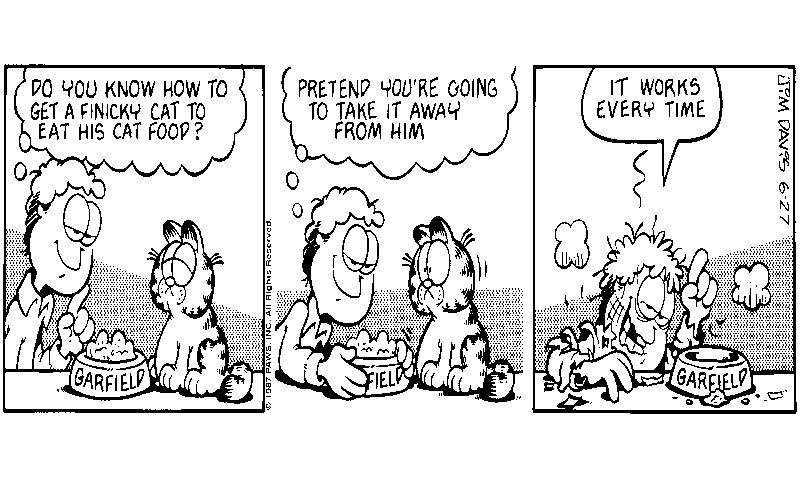 DO YOU KNOW HOW TO
GET A FINICKY CAT TO
EAT HIS CAT FOOD?
GARFIELD
© 1987 PAWS, INC. All Rights Reserved.
PRETEND YOU'RE GOING
TO TAKE IT AWAY
FROM HIM
FIELD
IT WORKS
EVERY TIME
GARFIELD
JIM DAVIS 6-27